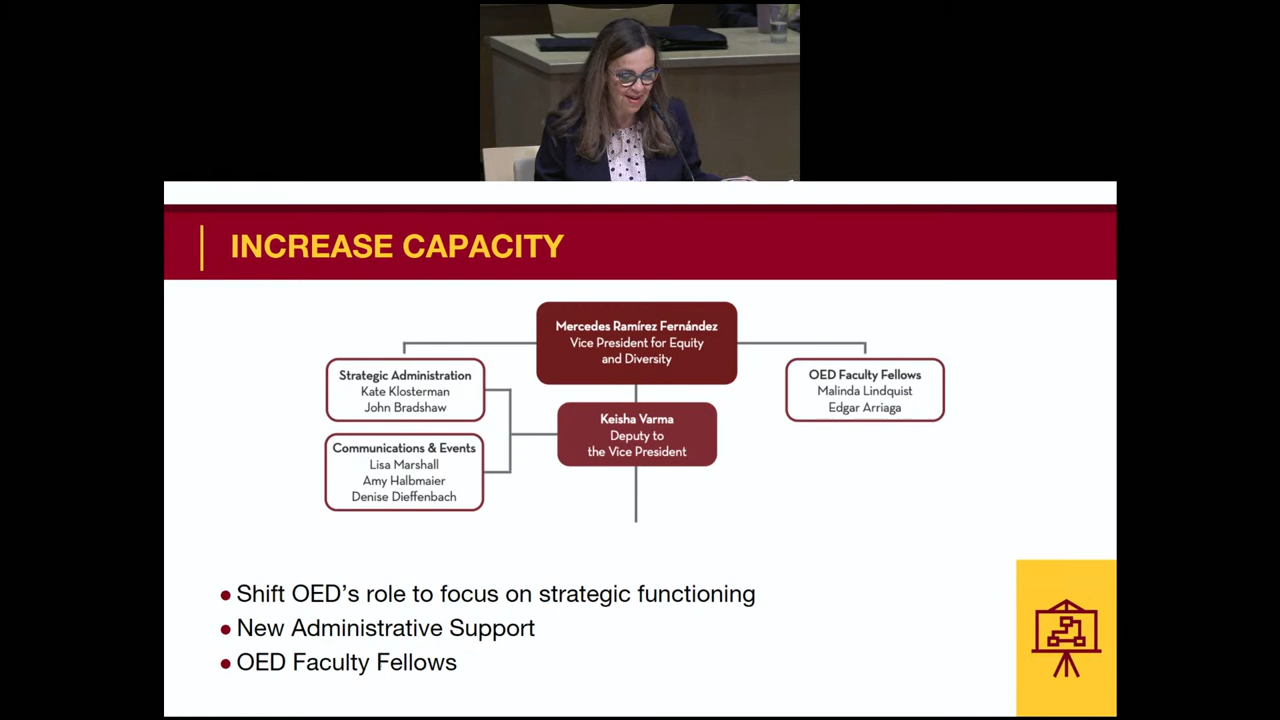 INCREASE CAPACITY
Mercedes Ramírez Fernández
Vice President for Equity
and Diversity
Strategic Administration
Kate Klosterman
John Bradshaw
OED Faculty Fellows
Malinda Lindquist
Edgar Arriaga
Keisha Varma
Deputy to
the Vice President
Communications & Events
Lisa Marshall
Amy Halbmaier
Denise Dieffenbach
• Shift OED’s role to focus on strategic functioning
• New Administrative Support
• OED Faculty Fellows